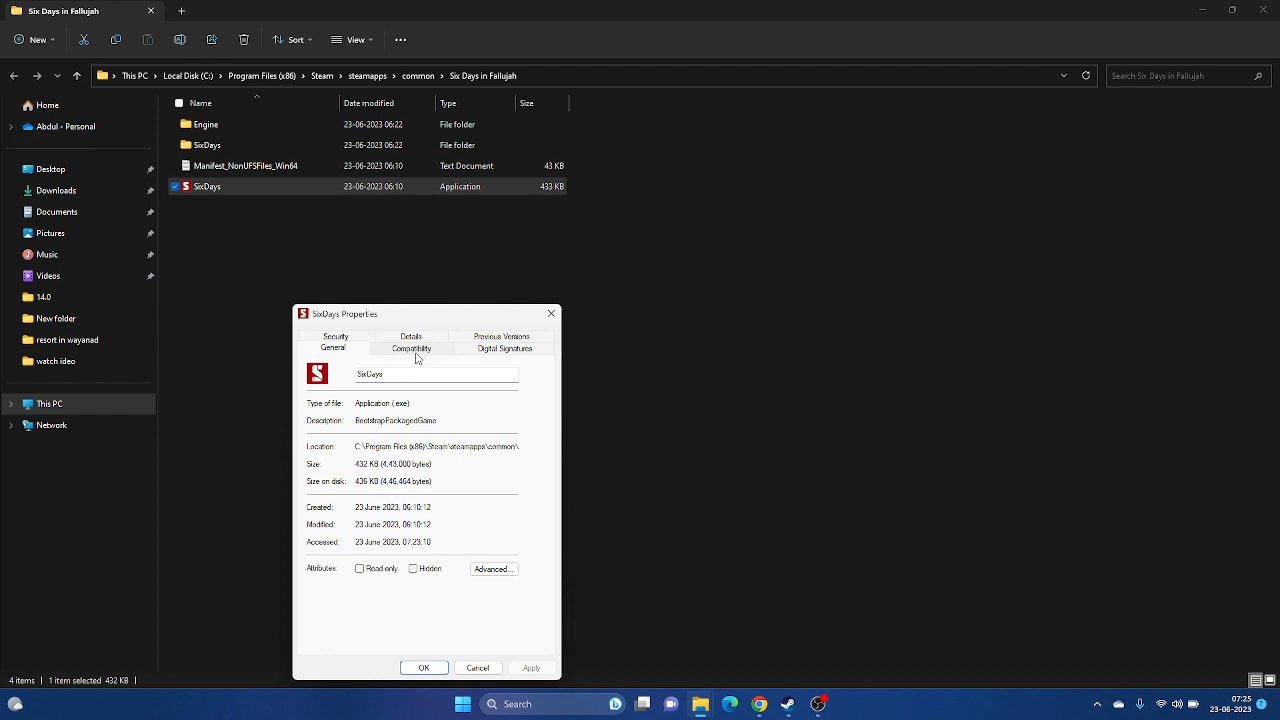 Six Days in Fallujah
New
Sort
View
This PC
Local Disk (C:)
Program Files (x86)
Steam
steamapps
common
Six Days in Fallujah
Search Six Days in Fallujah
Home
Abdul - Personal
Desktop
Downloads
Documents
Pictures
Music
Videos
14.0
New folder
resort in wayanad
watch video
This PC
Network
Name Date modified Type Size
Engine 23-06-2023 06:22 File folder
SixDays 23-06-2023 06:22 File folder
Manifest_NonUFSFiles_Win64 23-06-2023 06:10 Text Document 43 KB
SixDays 23-06-2023 06:10 Application 433 KB
SixDays Properties
Security Details Previous Versions
General Compatibility Digital Signatures
SixDays
Type of file: Application (.exe)
Description: BootstrapPackagedGame
Location: C:\Program Files (x86)\Steam\steamapps\common\
Size: 432 KB (4,43,000 bytes)
Size on disk: 436 KB (4,46,464 bytes)
Created: 23 June 2023, 06:10:12
Modified: 23 June 2023, 06:10:12
Accessed: 23 June 2023, 07:23:10
Attributes: Read-only Hidden Advanced...
OK Cancel Apply
4 items 1 item selected 432 KB
Search
07:25
23-06-2023